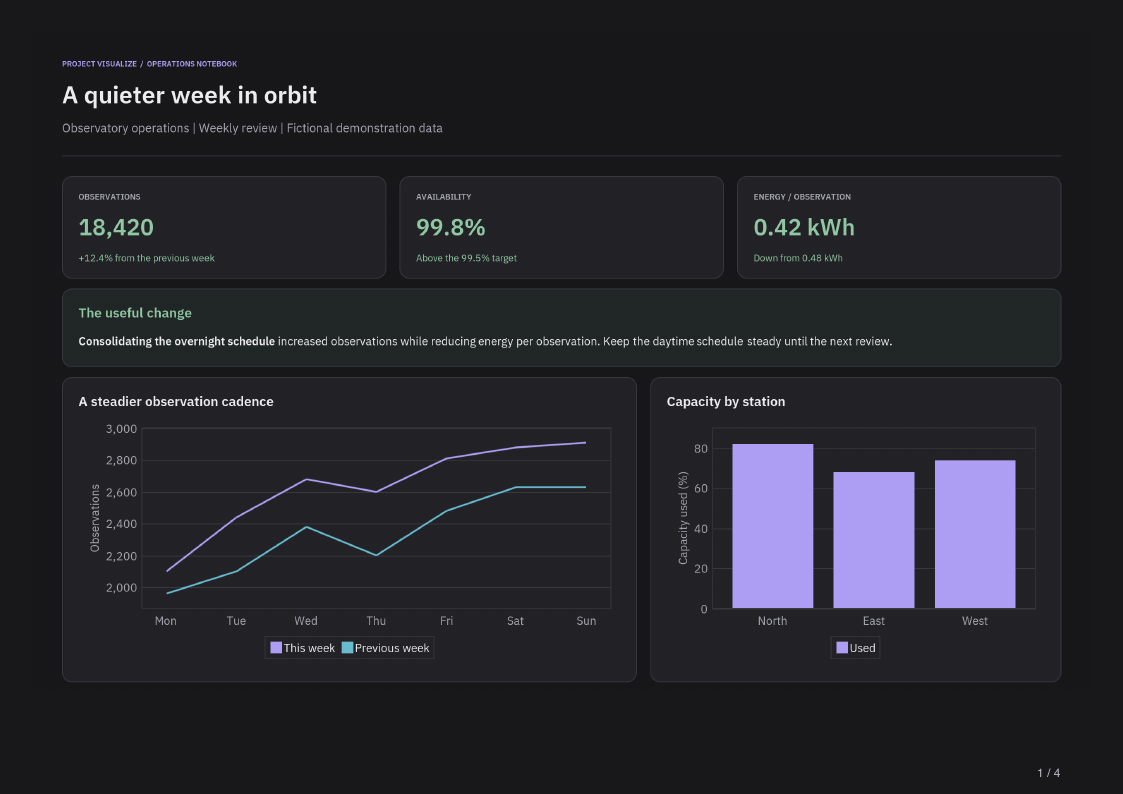 PROJECT VISUALIZE / OPERATIONS NOTEBOOK
A quieter week in orbit
Observatory operations | Weekly review | Fictional demonstration data
OBSERVATIONS
18,420
+12.4% from the previous week
AVAILABILITY
99.8%
Above the 99.5% target
ENERGY / OBSERVATION
0.42 kWh
Down from 0.48 kWh
The useful change
Consolidating the overnight schedule increased observations while reducing energy per observation. Keep the daytime schedule steady until the next review.
A steadier observation cadence
Observations
3,000
2,800
2,600
2,400
2,200
2,000
Mon Tue Wed Thu Fri Sat Sun
This week Previous week
Capacity by station
Capacity used (%)
80
60
40
20
0
North East West
Used
1 / 4